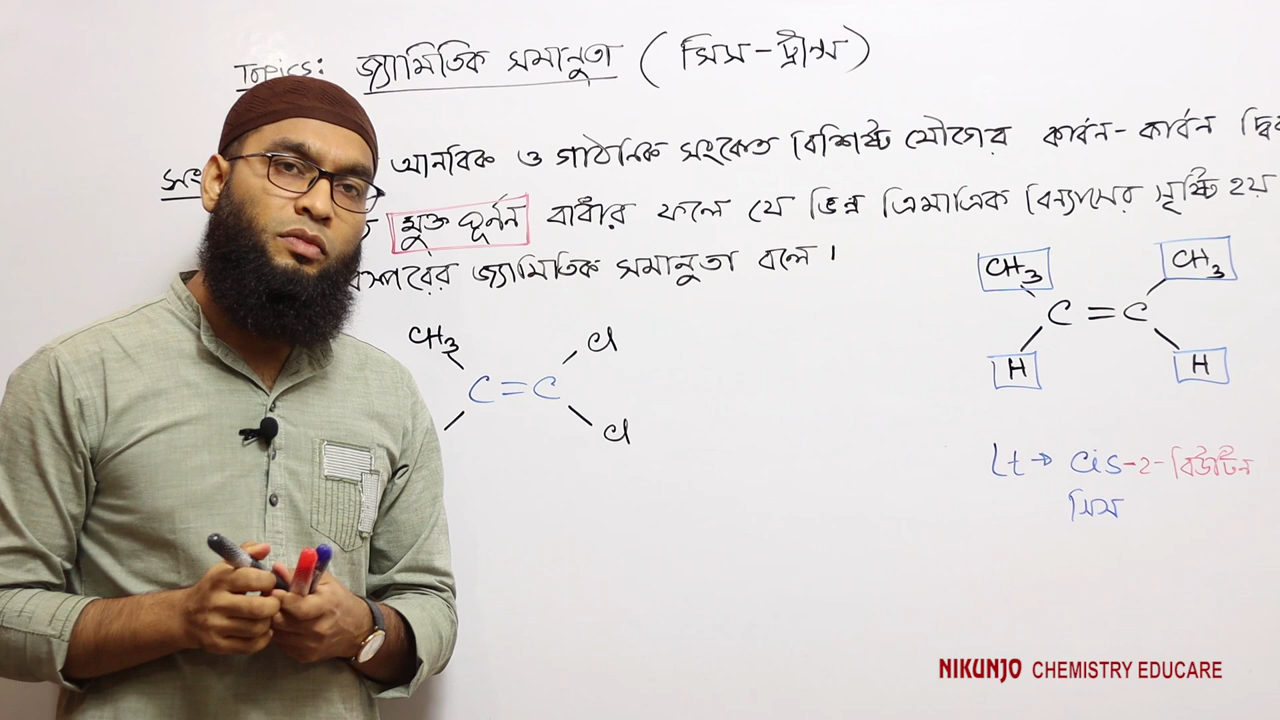 Topics: জ্যামিতিক সমানুতা (সিস-ট্রান্স)
আনবিক ও গাঠনিক সংকেত বিশিষ্ট যৌগের কার্বন-কার্বন
মুক্ত ঘূর্নন বাধার ফলে যে ভিন্ন ত্রিমাত্রিক বিন্যাসের সৃষ্টি হয়
জ্যামিতিক সমানুতা বলে।
CH3 CH3
C = C
H H
CH3 Cl
C = C
Cl
Lt → cis-2-বিউটিন
সিস
NIKUNJO CHEMISTRY EDUCARE